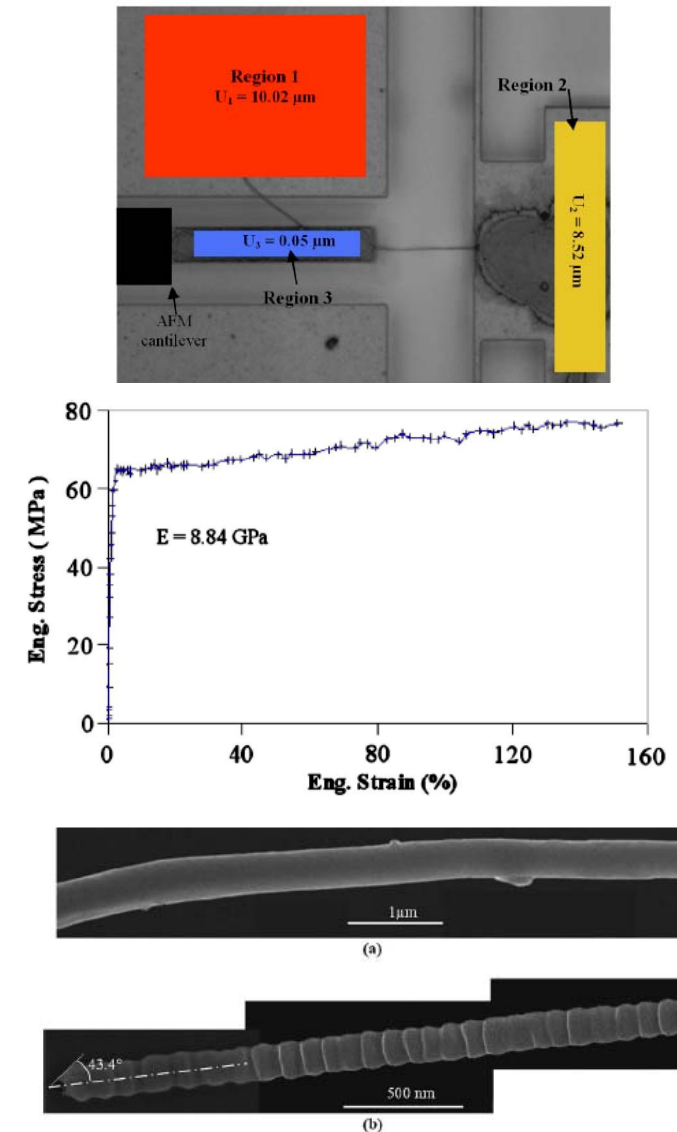 Region 1
U₁ = 10.02 µm
Region 2
U₂ = 8.52 µm
U₃ = 0.05 µm
Region 3
AFM
cantilever
80
60
40
20
0
Eng. Stress ( MPa )
E = 8.84 GPa
0 40 80 120 160
Eng. Strain (%)
1µm
(a)
43.4°
500 nm
(b)